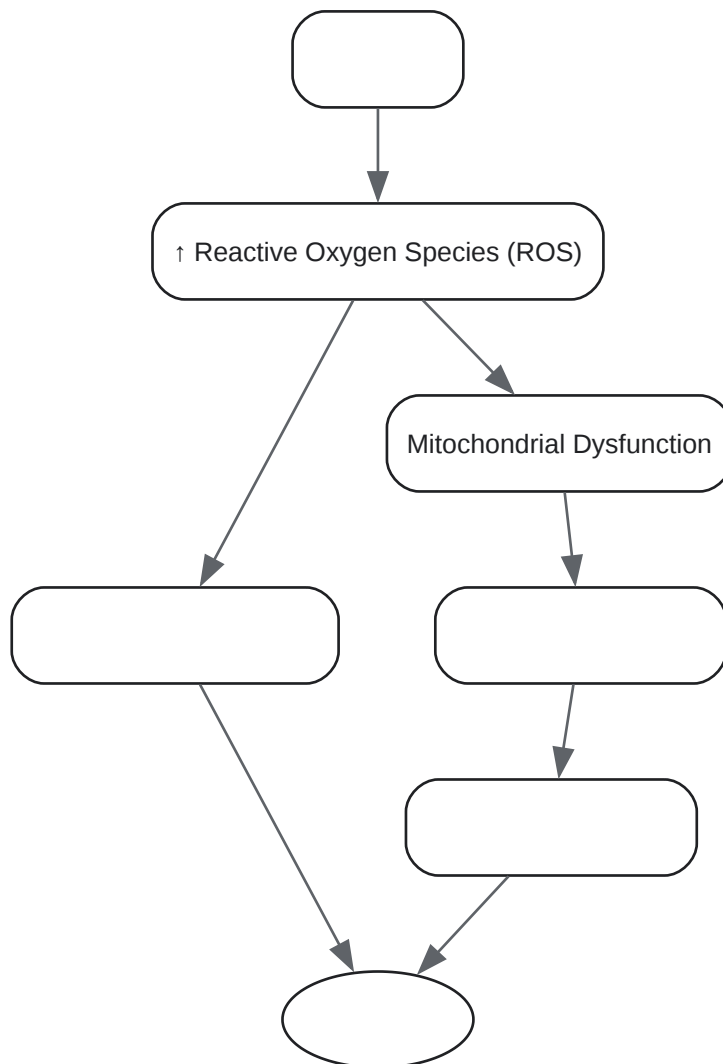 ↑ Reactive Oxygen Species (ROS)
Mitochondrial Dysfunction